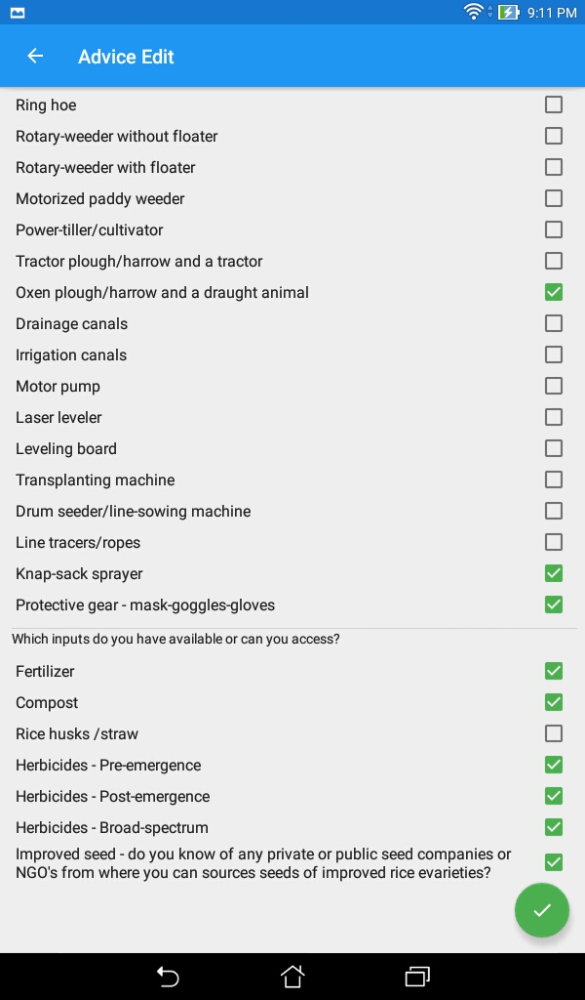 9:11 PM
Advice Edit
Ring hoe
Rotary-weeder without floater
Rotary-weeder with floater
Motorized paddy weeder
Power-tiller/cultivator
Tractor plough/harrow and a tractor
Oxen plough/harrow and a draught animal
Drainage canals
Irrigation canals
Motor pump
Laser leveler
Leveling board
Transplanting machine
Drum seeder/line-sowing machine
Line tracers/ropes
Knap-sack sprayer
Protective gear - mask-goggles-gloves
Which inputs do you have available or can you access?
Fertilizer
Compost
Rice husks /straw
Herbicides - Pre-emergence
Herbicides - Post-emergence
Herbicides - Broad-spectrum
Improved seed - do you know of any private or public seed companies or
NGO's from where you can sources seeds of improved rice evarieties?